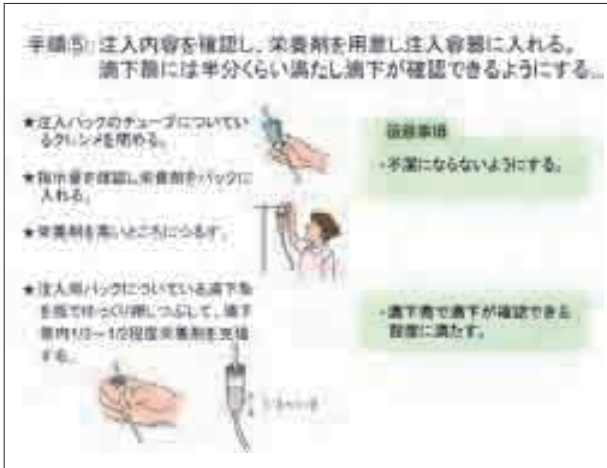 手順⑤：注入内容を確認し、栄養剤を用意し注入容器に入れる。
滴下筒には半分くらい満たし滴下が確認できるようにする...
★注入バックのチューブについてい
るクレンメを閉める。
★指示量を確認し栄養剤をバックに
入れる。
★栄養剤を高いところにつるす。
★注入用バックについている滴下筒
を指でゆっくり押しつぶして、滴下
筒内1/3～1/2程度栄養剤を充填
する。
留意事項
・不潔にならないようにする。
・滴下筒で滴下が確認できる
程度に満たす。